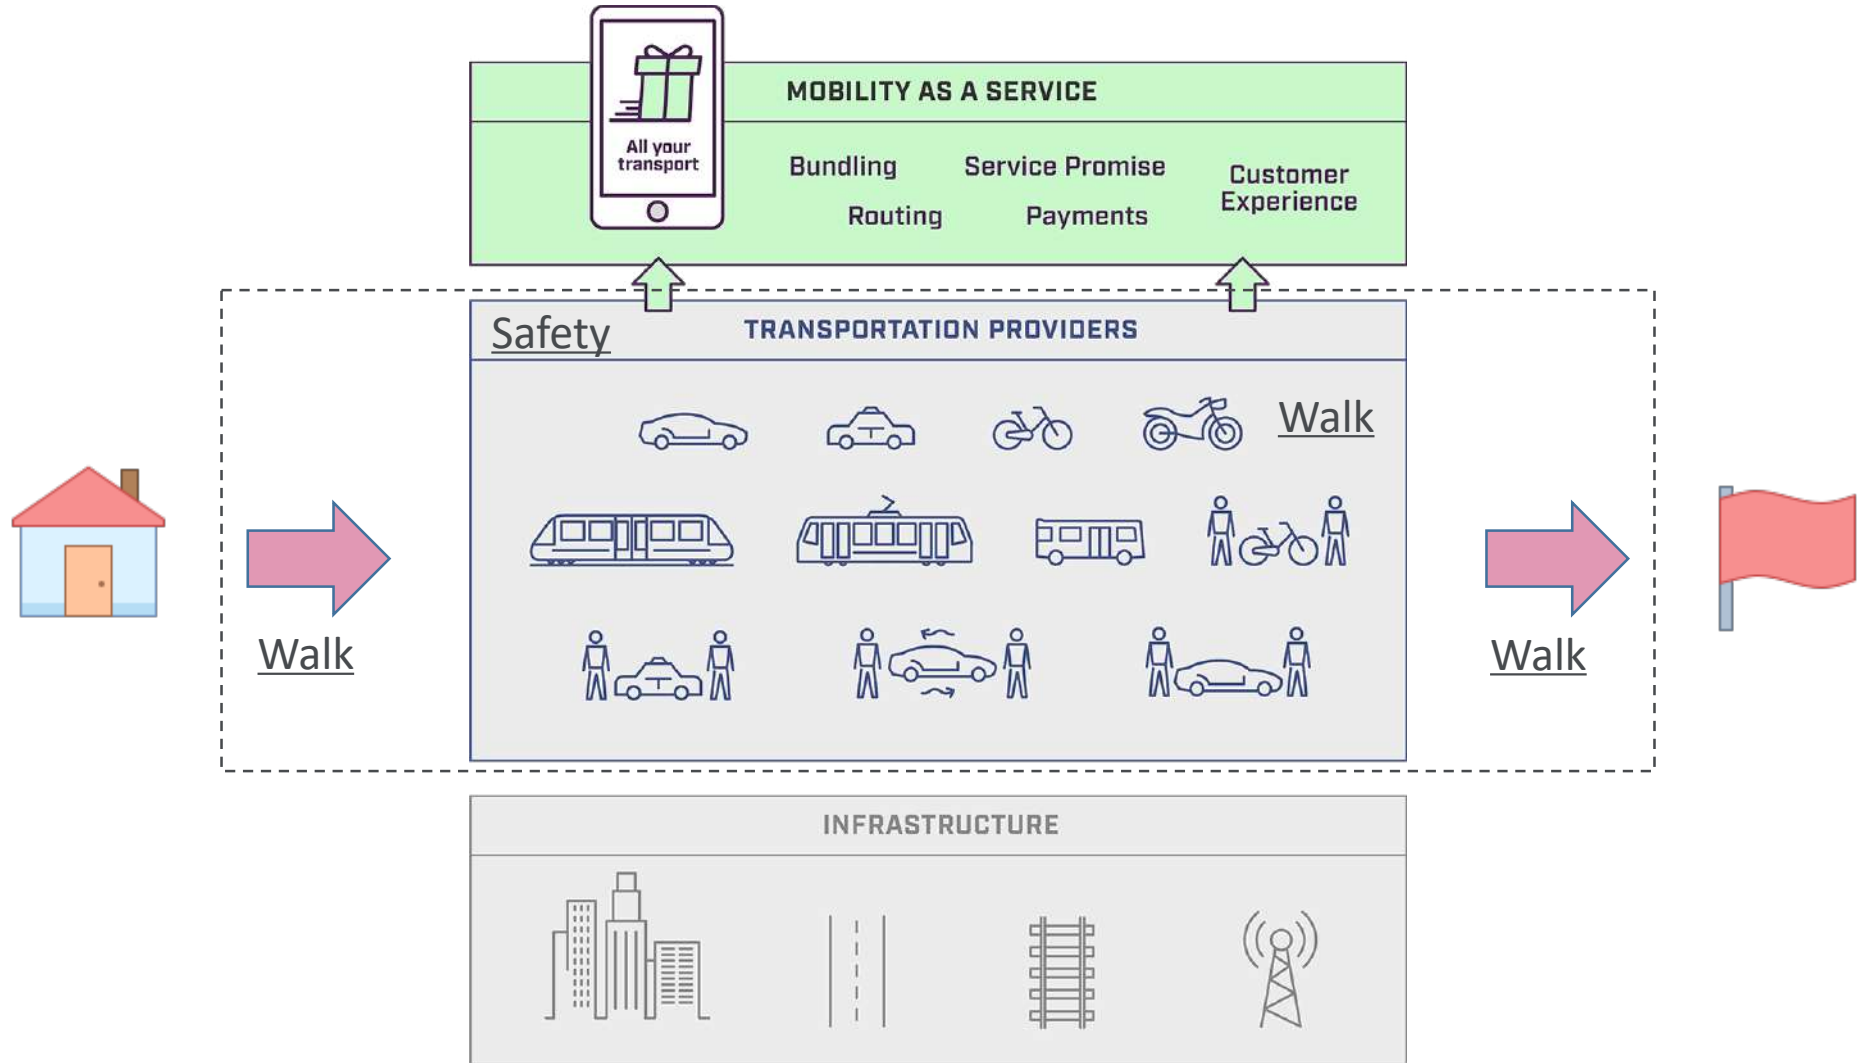 MOBILITY AS A SERVICE
All your
transport
Bundling
Service Promise
Customer
Experience
Routing
Payments
Safety
TRANSPORTATION PROVIDERS
Walk
T
Walk
Walk
T
INFRASTRUCTURE